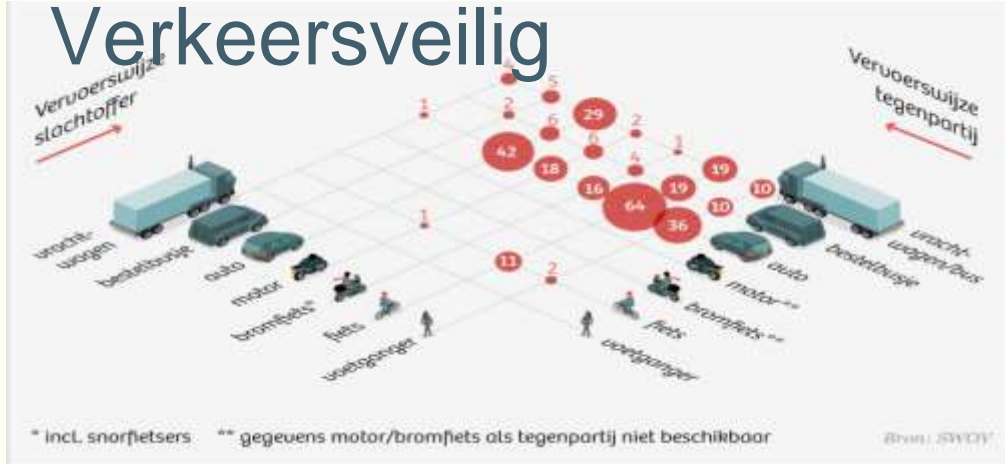 Verkeersveilig
Vervoerswijze
slachtoffer
Vervoerswijze
tegenpartij
4
5
29
2
1
1
2
6
6
4
19
10
42
18
16
64
19
10
36
1
11
2
vracht-
wagen
bestelbusje
auto
motor
bromfiets*
fiets
voetganger
vracht-
wagen/bus
bestelbusje
auto
motor**
bromfiets**
fiets
voetganger
* incl. snorfietsers ** gegevens motor/bromfiets als tegenpartij niet beschikbaar
Bron: SWOV